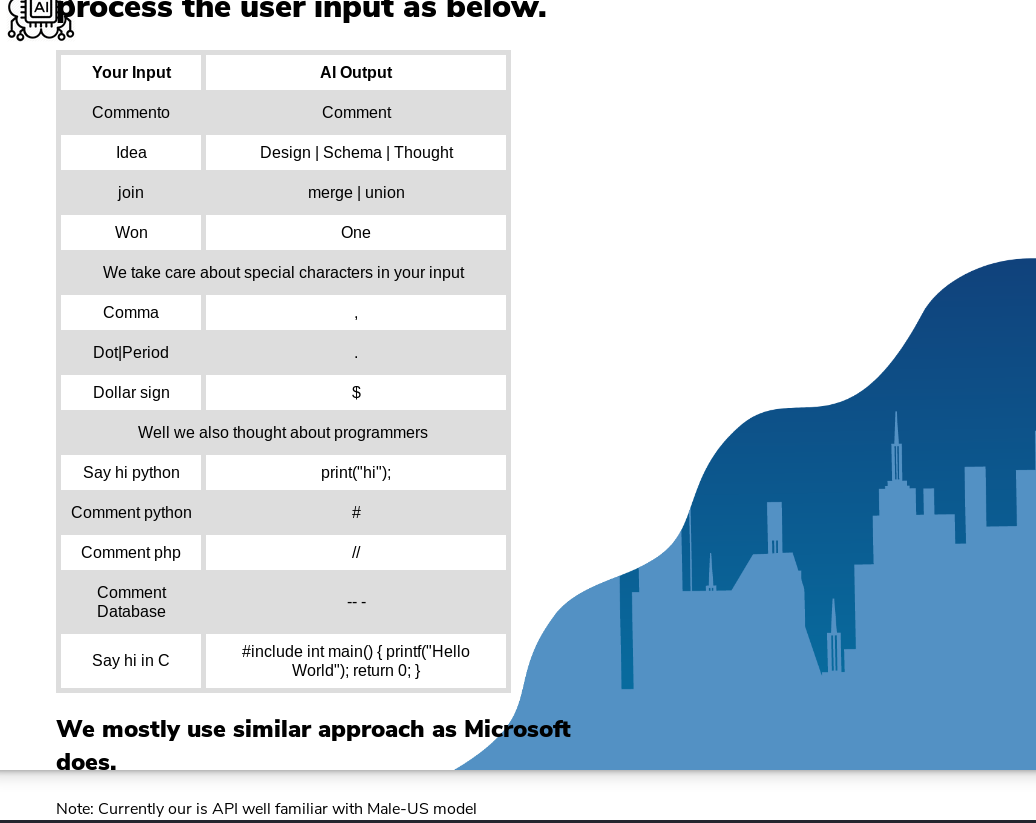 AI
process the user input as below.
Your Input AI Output
Commento Comment
Idea Design | Schema | Thought
join merge | union
Won One
We take care about special characters in your input
Comma ,
Dot|Period .
Dollar sign $
Well we also thought about programmers
Say hi python print("hi");
Comment python #
Comment php //
Comment
Database -- -
Say hi in C #include int main() { printf("Hello
World"); return 0; }
We mostly use similar approach as Microsoft
does.
Note: Currently our is API well familiar with Male-US model